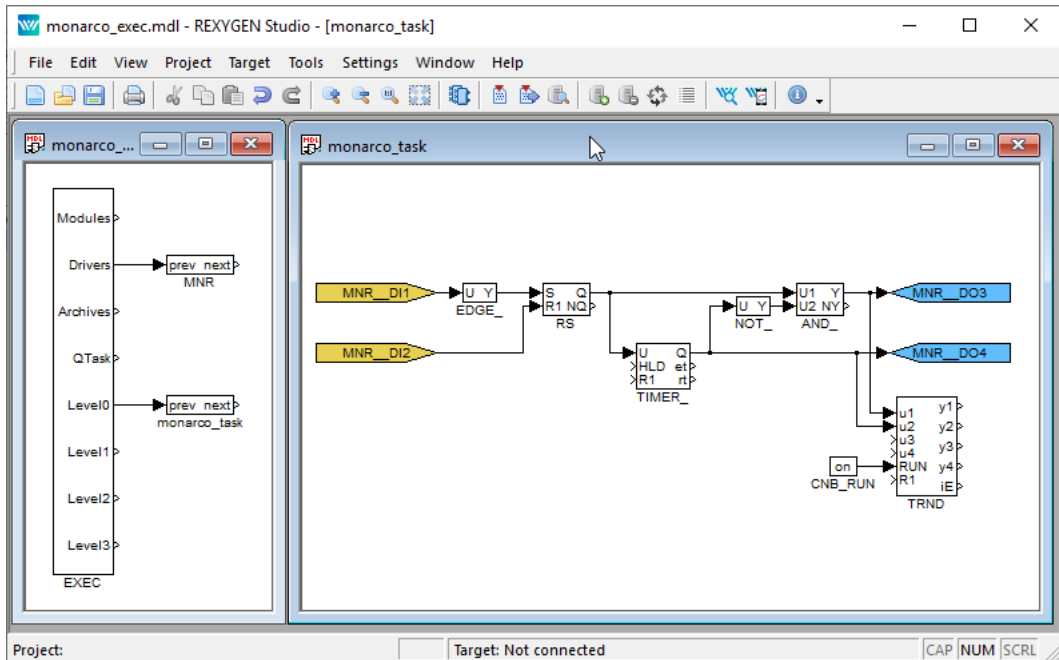 monarco_exec.mdl - REXYGEN Studio - [monarco_task]
File Edit View Project Target Tools Settings Window Help
MDL monarco_...
Modules
Drivers
prev next
MNR
Archives
QTask
Level0
prev next
monarco_task
Level1
Level2
Level3
EXEC
MDL monarco_task
MNR__DI1
U Y
EDGE_
S Q
R1 NQ
RS
U Y
NOT_
U1 Y
U2 NY
AND_
MNR__DO3
MNR__DI2
U Q
HLD et
R1 rt
TIMER_
MNR__DO4
on
CNB_RUN
u1 y1
u2 y2
u3 y3
u4
RUN y4
R1 iE
TRND
Project: Target: Not connected CAP NUM SCRL